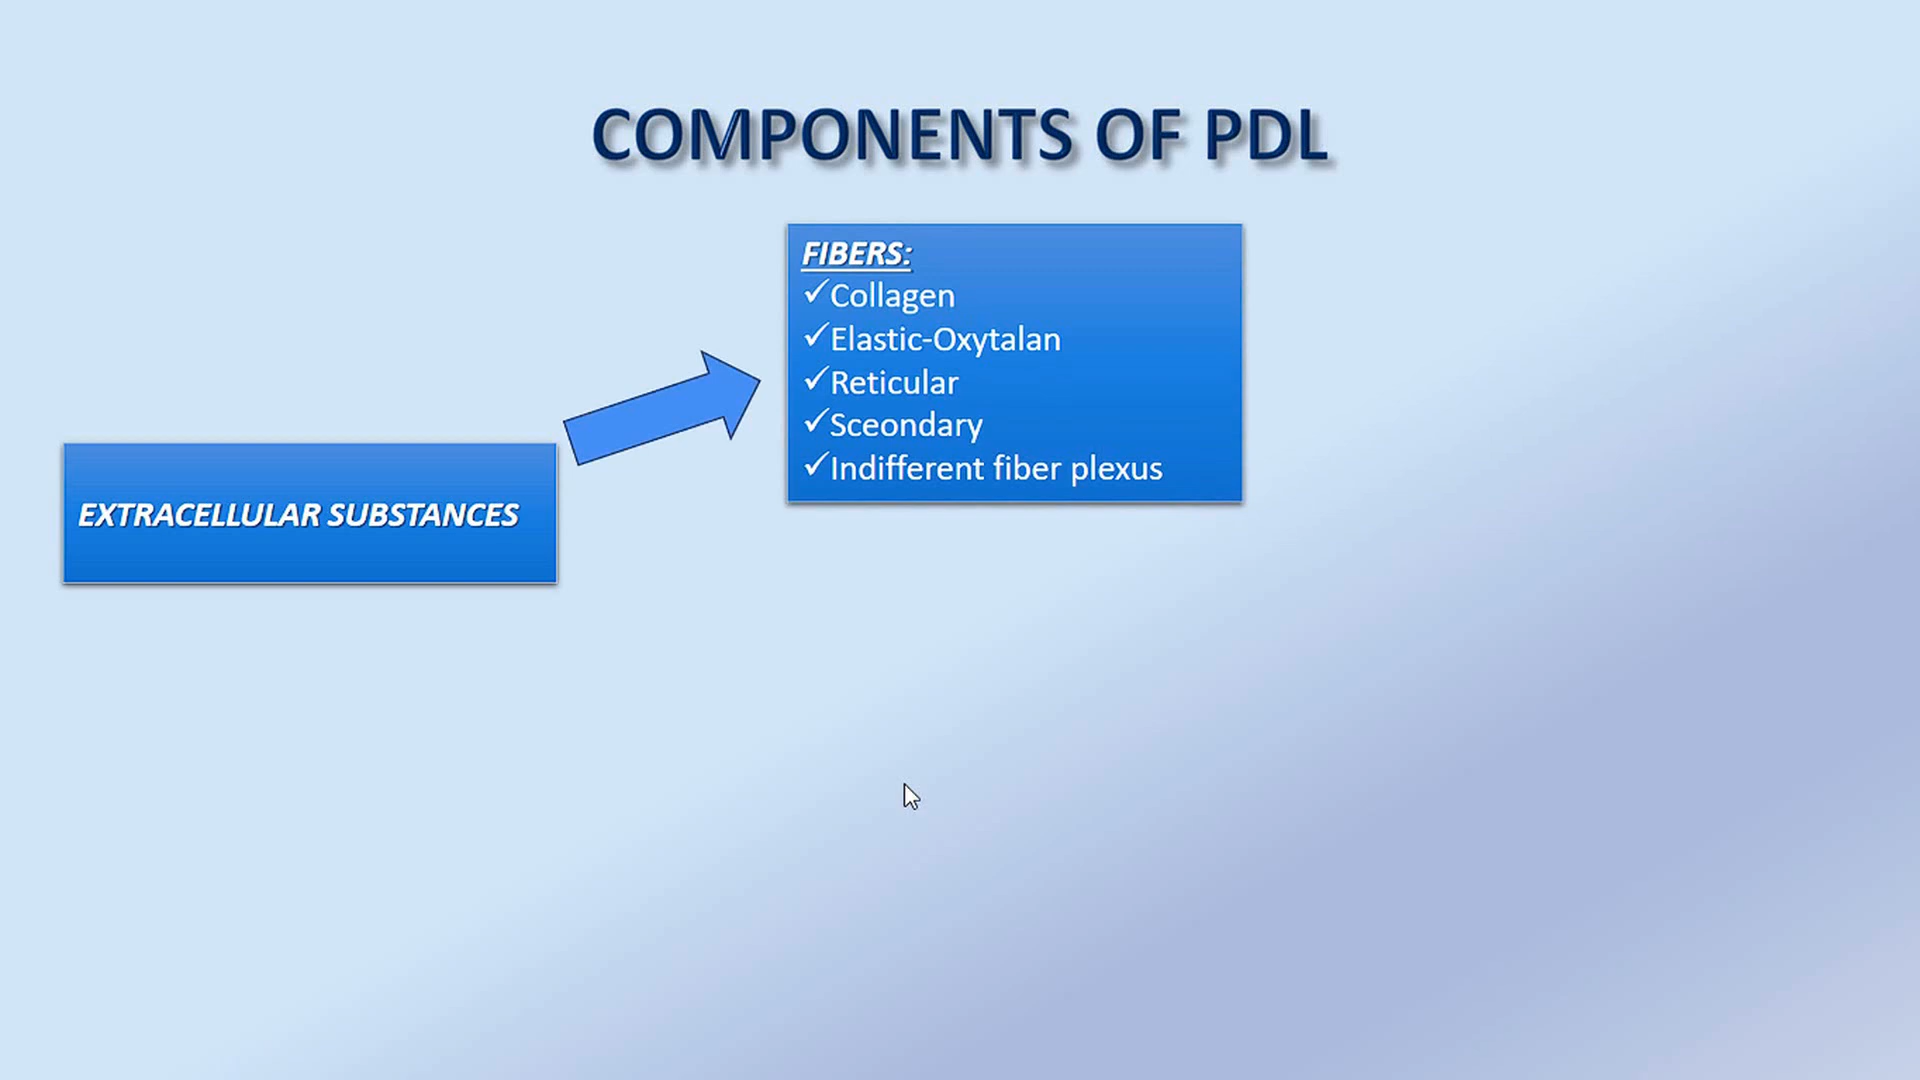 COMPONENTS OF PDL
FIBERS:
✓Collagen
✓Elastic-Oxytalan
✓Reticular
✓Sceondary
✓Indifferent fiber plexus
EXTRACELLULAR SUBSTANCES